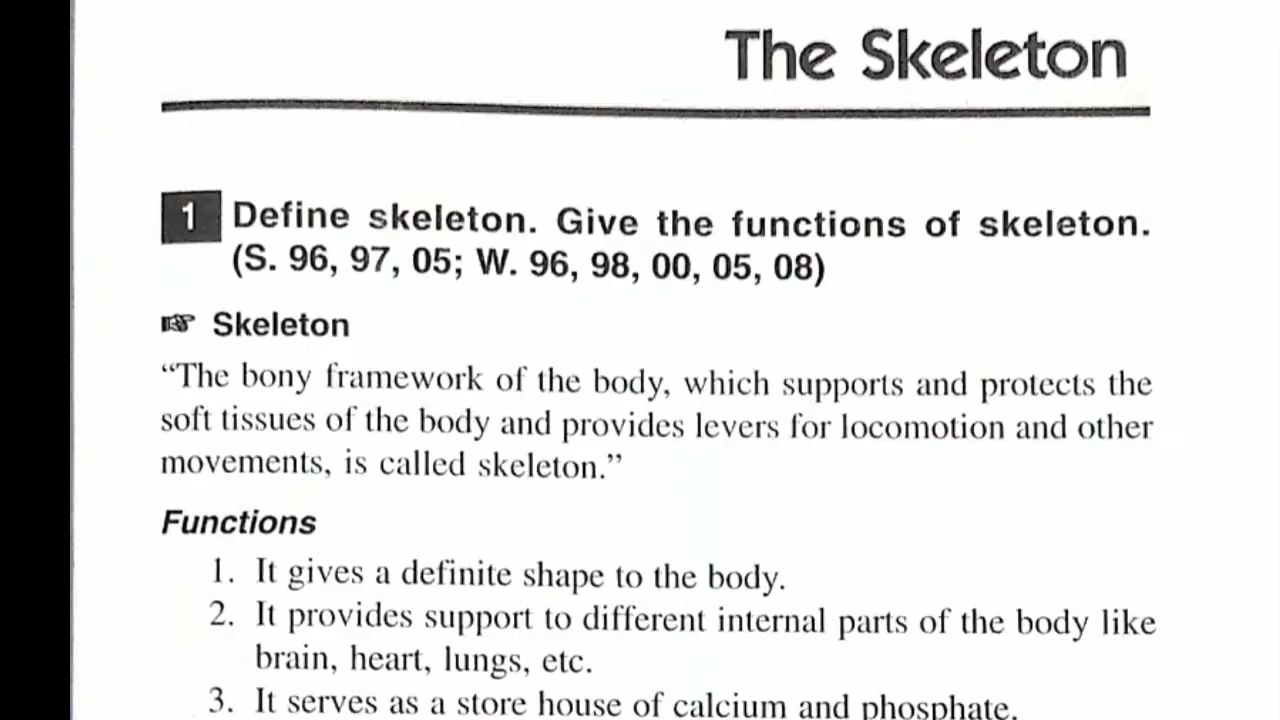 The Skeleton
1 Define skeleton. Give the functions of skeleton.
(S. 96, 97, 05; W. 96, 98, 00, 05, 08)
☞ Skeleton
“The bony framework of the body, which supports and protects the
soft tissues of the body and provides levers for locomotion and other
movements, is called skeleton.”
Functions
1. It gives a definite shape to the body.
2. It provides support to different internal parts of the body like
brain, heart, lungs, etc.
3. It serves as a store house of calcium and phosphate.